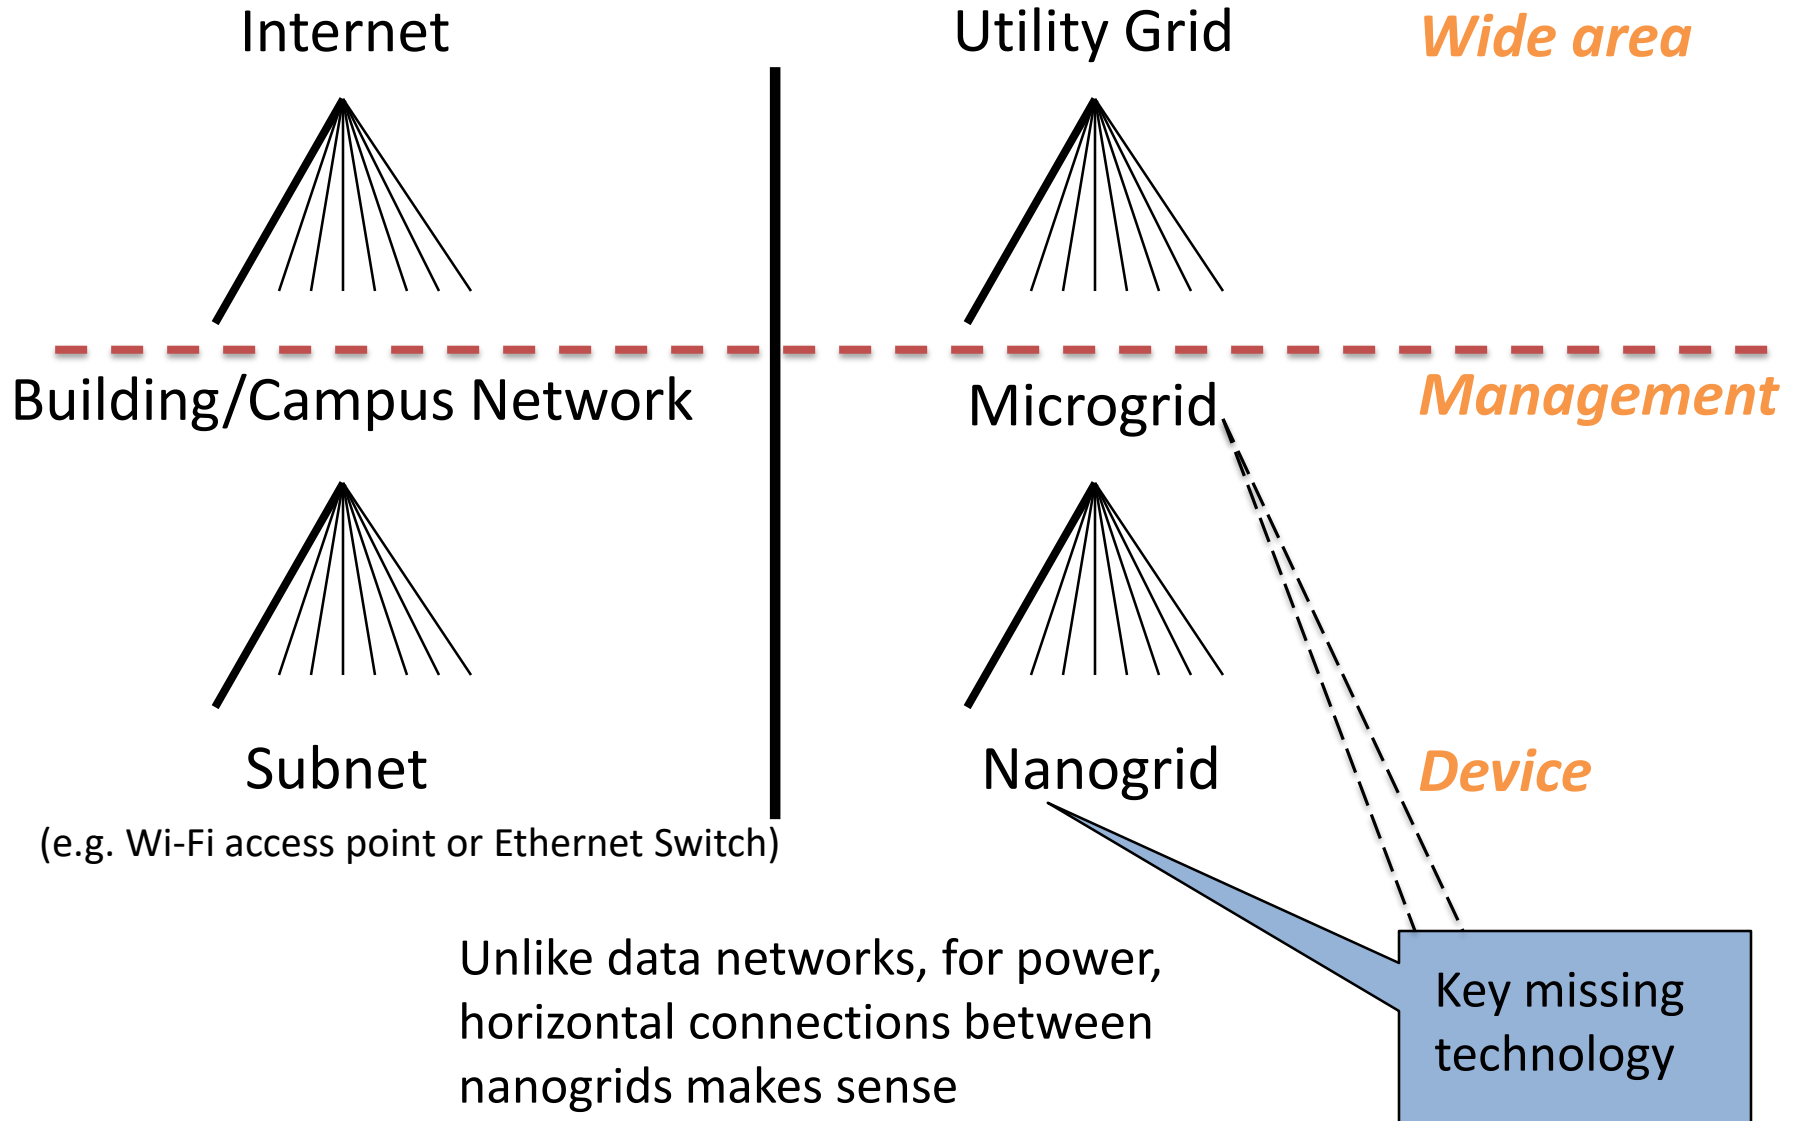 Internet
Utility Grid
Wide area
Building/Campus Network
Microgrid
Management
Subnet
Nanogrid
Device
(e.g. Wi-Fi access point or Ethernet Switch)
Unlike data networks, for power,
horizontal connections between
nanogrids makes sense
Key missing
technology